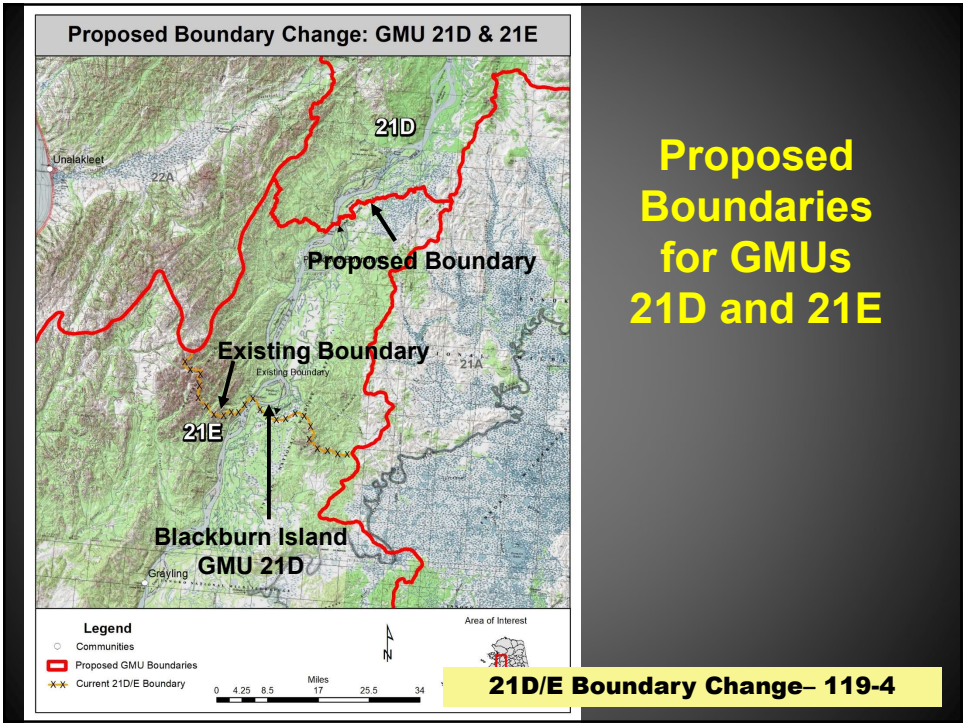 Proposed Boundary Change: GMU 21D & 21E
21D
Unalakleet
22A
Proposed Boundary
Existing Boundary
Existing Boundary
21A
21E
Blackburn Island
GMU 21D
Grayling
Legend
Communities
Proposed GMU Boundaries
Current 21D/E Boundary
N
Miles
0 4.25 8.5 17 25.5 34
Area of Interest
Proposed
Boundaries
for GMUs
21D and 21E
21D/E Boundary Change– 119-4